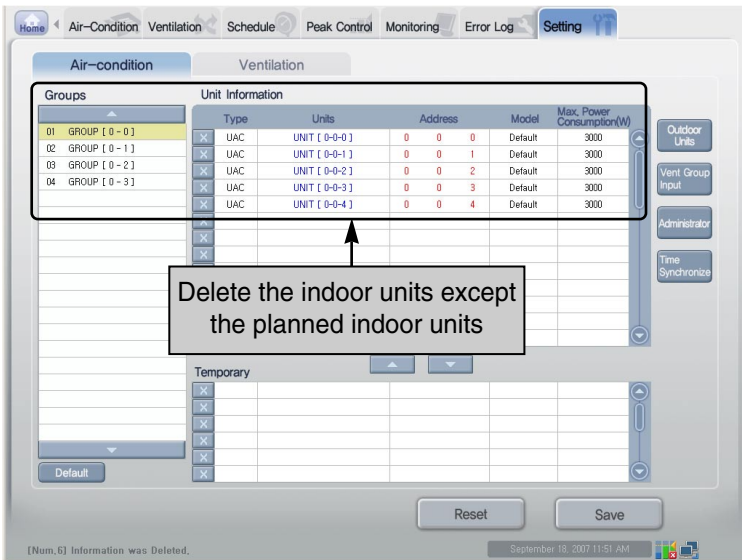 Home Air-Condition Ventilation Schedule Peak Control Monitoring Error Log Setting
Air-condition Ventilation
Groups
01 GROUP [ 0 - 0 ]
02 GROUP [ 0 - 1 ]
03 GROUP [ 0 - 2 ]
04 GROUP [ 0 - 3 ]
Default
Unit Information
Type Units Address Model Max, Power Consumption(W)
X UAC UNIT [ 0-0-0 ] 0 0 0 Default 3000
X UAC UNIT [ 0-0-1 ] 0 0 1 Default 3000
X UAC UNIT [ 0-0-2 ] 0 0 2 Default 3000
X UAC UNIT [ 0-0-3 ] 0 0 3 Default 3000
X UAC UNIT [ 0-0-4 ] 0 0 4 Default 3000
X
X
X
Delete the indoor units except
the planned indoor units
Temporary
X
X
X
X
X
X
Outdoor
Units
Vent Group
Input
Administrator
Time
Synchronize
Reset Save
[Num,6] Information was Deleted,
September 18, 2007 11:51 AM